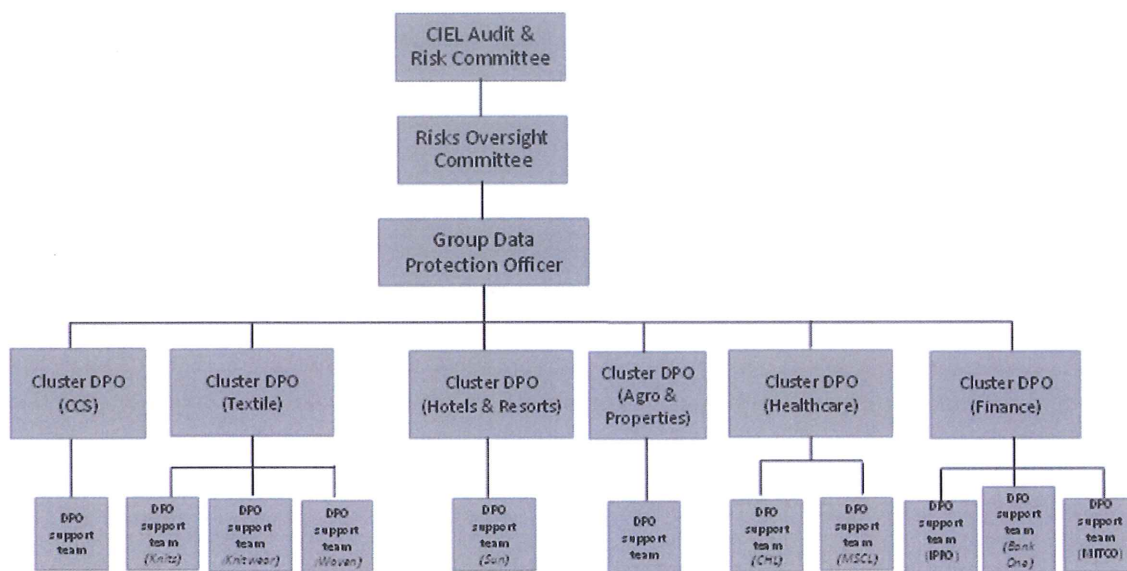 CIEL Audit &
Risk Committee
Risks Oversight
Committee
Group Data
Protection Officer
Cluster DPO
(CCS)
Cluster DPO
(Textile)
Cluster DPO
(Hotels & Resorts)
Cluster DPO
(Agro &
Properties)
Cluster DPO
(Healthcare)
Cluster DPO
(Finance)
DPO
support
team
DPO
support
team
(Knits)
DPO
support
team
(Knitwear)
DPO
support
team
(Woven)
DPO
support
team
(Sun)
DPO
support
team
DPO
support
team
(CHL)
DPO
support
team
(MSCL)
DPO
support
team
(IPRO)
DPO
support
team
(Bank
One)
DPO
support
team
(MITCO)